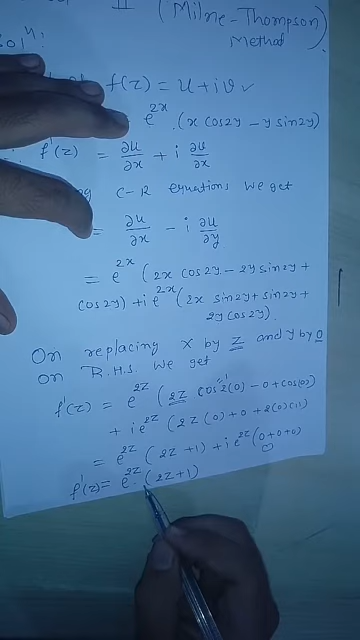 II (Milne-Thompson
Method)
Solⁿ:
f(z) = u + iv
e^{2x} . (x cos2y - y sin2y)
f'(z) = ∂u/∂x + i ∂v/∂x
C-R equations We get
= ∂u/∂x - i ∂u/∂y
= e^{2x} (2x cos2y - 2y sin2y +
cos2y) + i e^{2x} (2x sin2y + sin2y +
2y cos2y).
On replacing x by z and y by 0
on R.H.S. We get
f'(z) = e^{2z} (2z cos2(0) - 0 + cos(0))
+ i e^{2z} (2z(0) + 0 + 2(0)(1))
= e^{2z} (2z + 1) + i e^{2z} (0+0+0)
f'(z) = e^{2z} . (2z + 1)